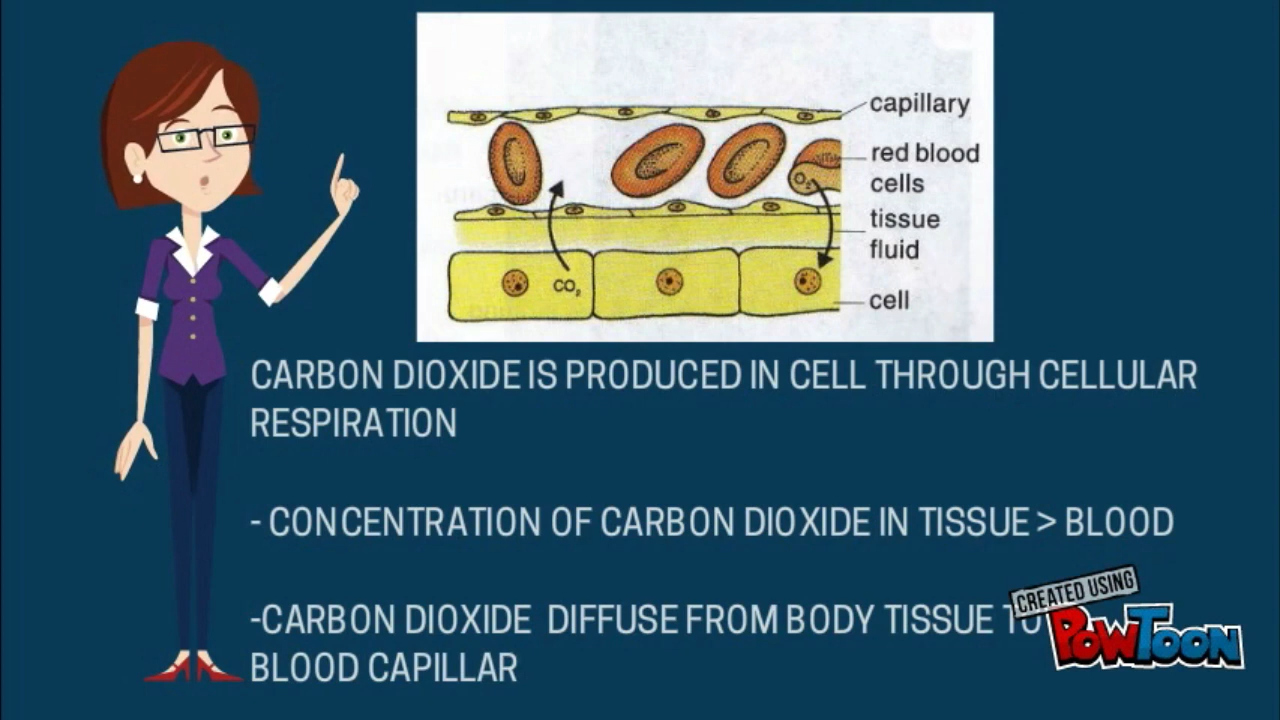 capillary
red blood
cells
tissue
fluid
cell
O₂
CO₂
CARBON DIOXIDE IS PRODUCED IN CELL THROUGH CELLULAR
RESPIRATION
- CONCENTRATION OF CARBON DIOXIDE IN TISSUE > BLOOD
-CARBON DIOXIDE DIFFUSE FROM BODY TISSUE TO
BLOOD CAPILLAR
CREATED USING
POWTOON